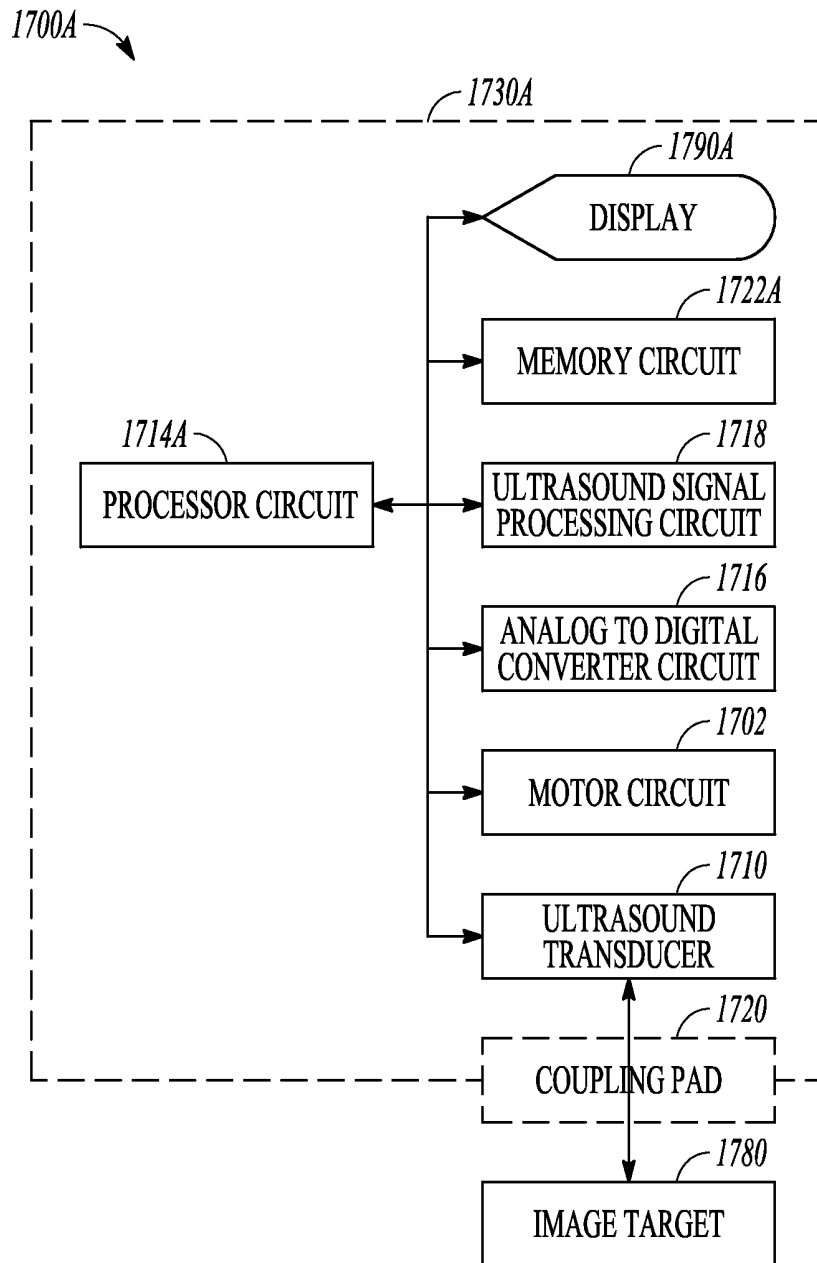 1700A
1730A
1790A
DISPLAY
1722A
MEMORY CIRCUIT
1714A
PROCESSOR CIRCUIT
1718
ULTRASOUND SIGNAL
PROCESSING CIRCUIT
1716
ANALOG TO DIGITAL
CONVERTER CIRCUIT
1702
MOTOR CIRCUIT
1710
ULTRASOUND
TRANSDUCER
1720
COUPLING PAD
1780
IMAGE TARGET